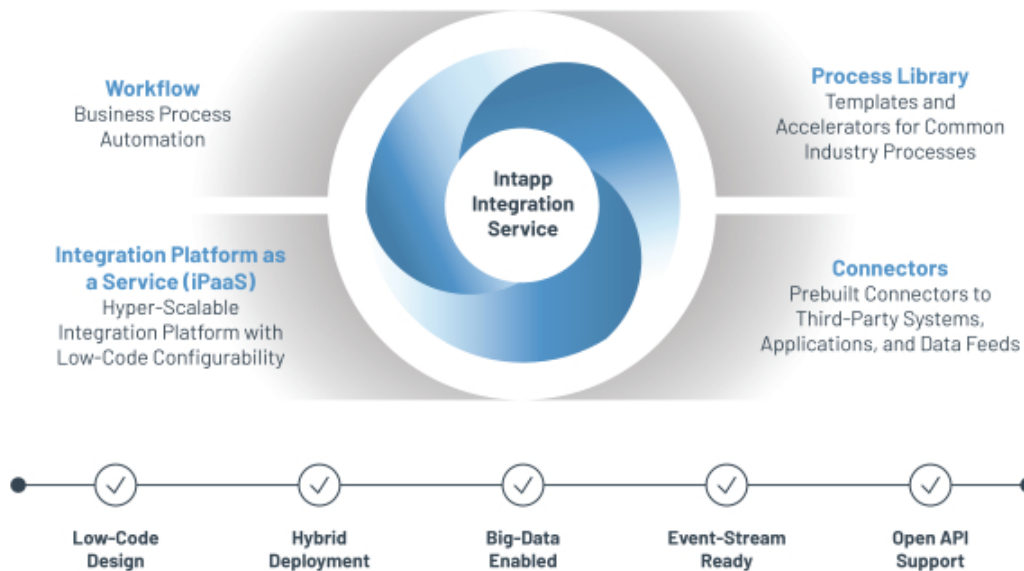 Workflow
Business Process
Automation
Process Library
Templates and
Accelerators for Common
Industry Processes
Intapp
Integration
Service
Integration Platform as
a Service (iPaaS)
Hyper-Scalable
Integration Platform with
Low-Code Configurability
Connectors
Prebuilt Connectors to
Third-Party Systems,
Applications, and Data Feeds
Low-Code
Design
Hybrid
Deployment
Big-Data
Enabled
Event-Stream
Ready
Open API
Support